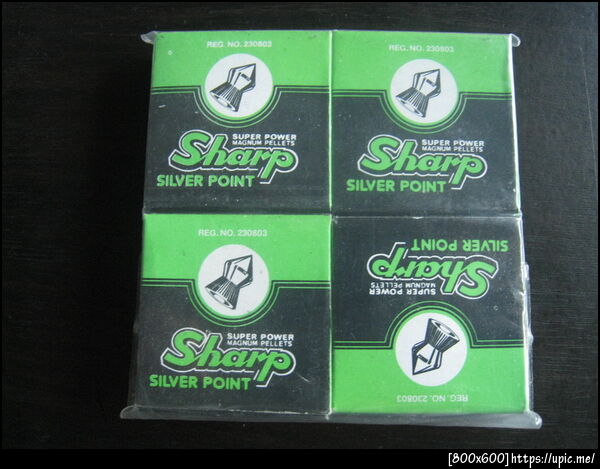 REG. NO. 230803
SUPER POWER
MAGNUM PELLETS
Sharp
SILVER POINT
REG. NO. 230803
SUPER POWER
MAGNUM PELLETS
Sharp
SILVER POINT
REG. NO. 230803
SUPER POWER
MAGNUM PELLETS
Sharp
SILVER POINT
REG. NO. 230803
SUPER POWER
MAGNUM PELLETS
Sharp
SILVER POINT
[800x600]https://upic.me/